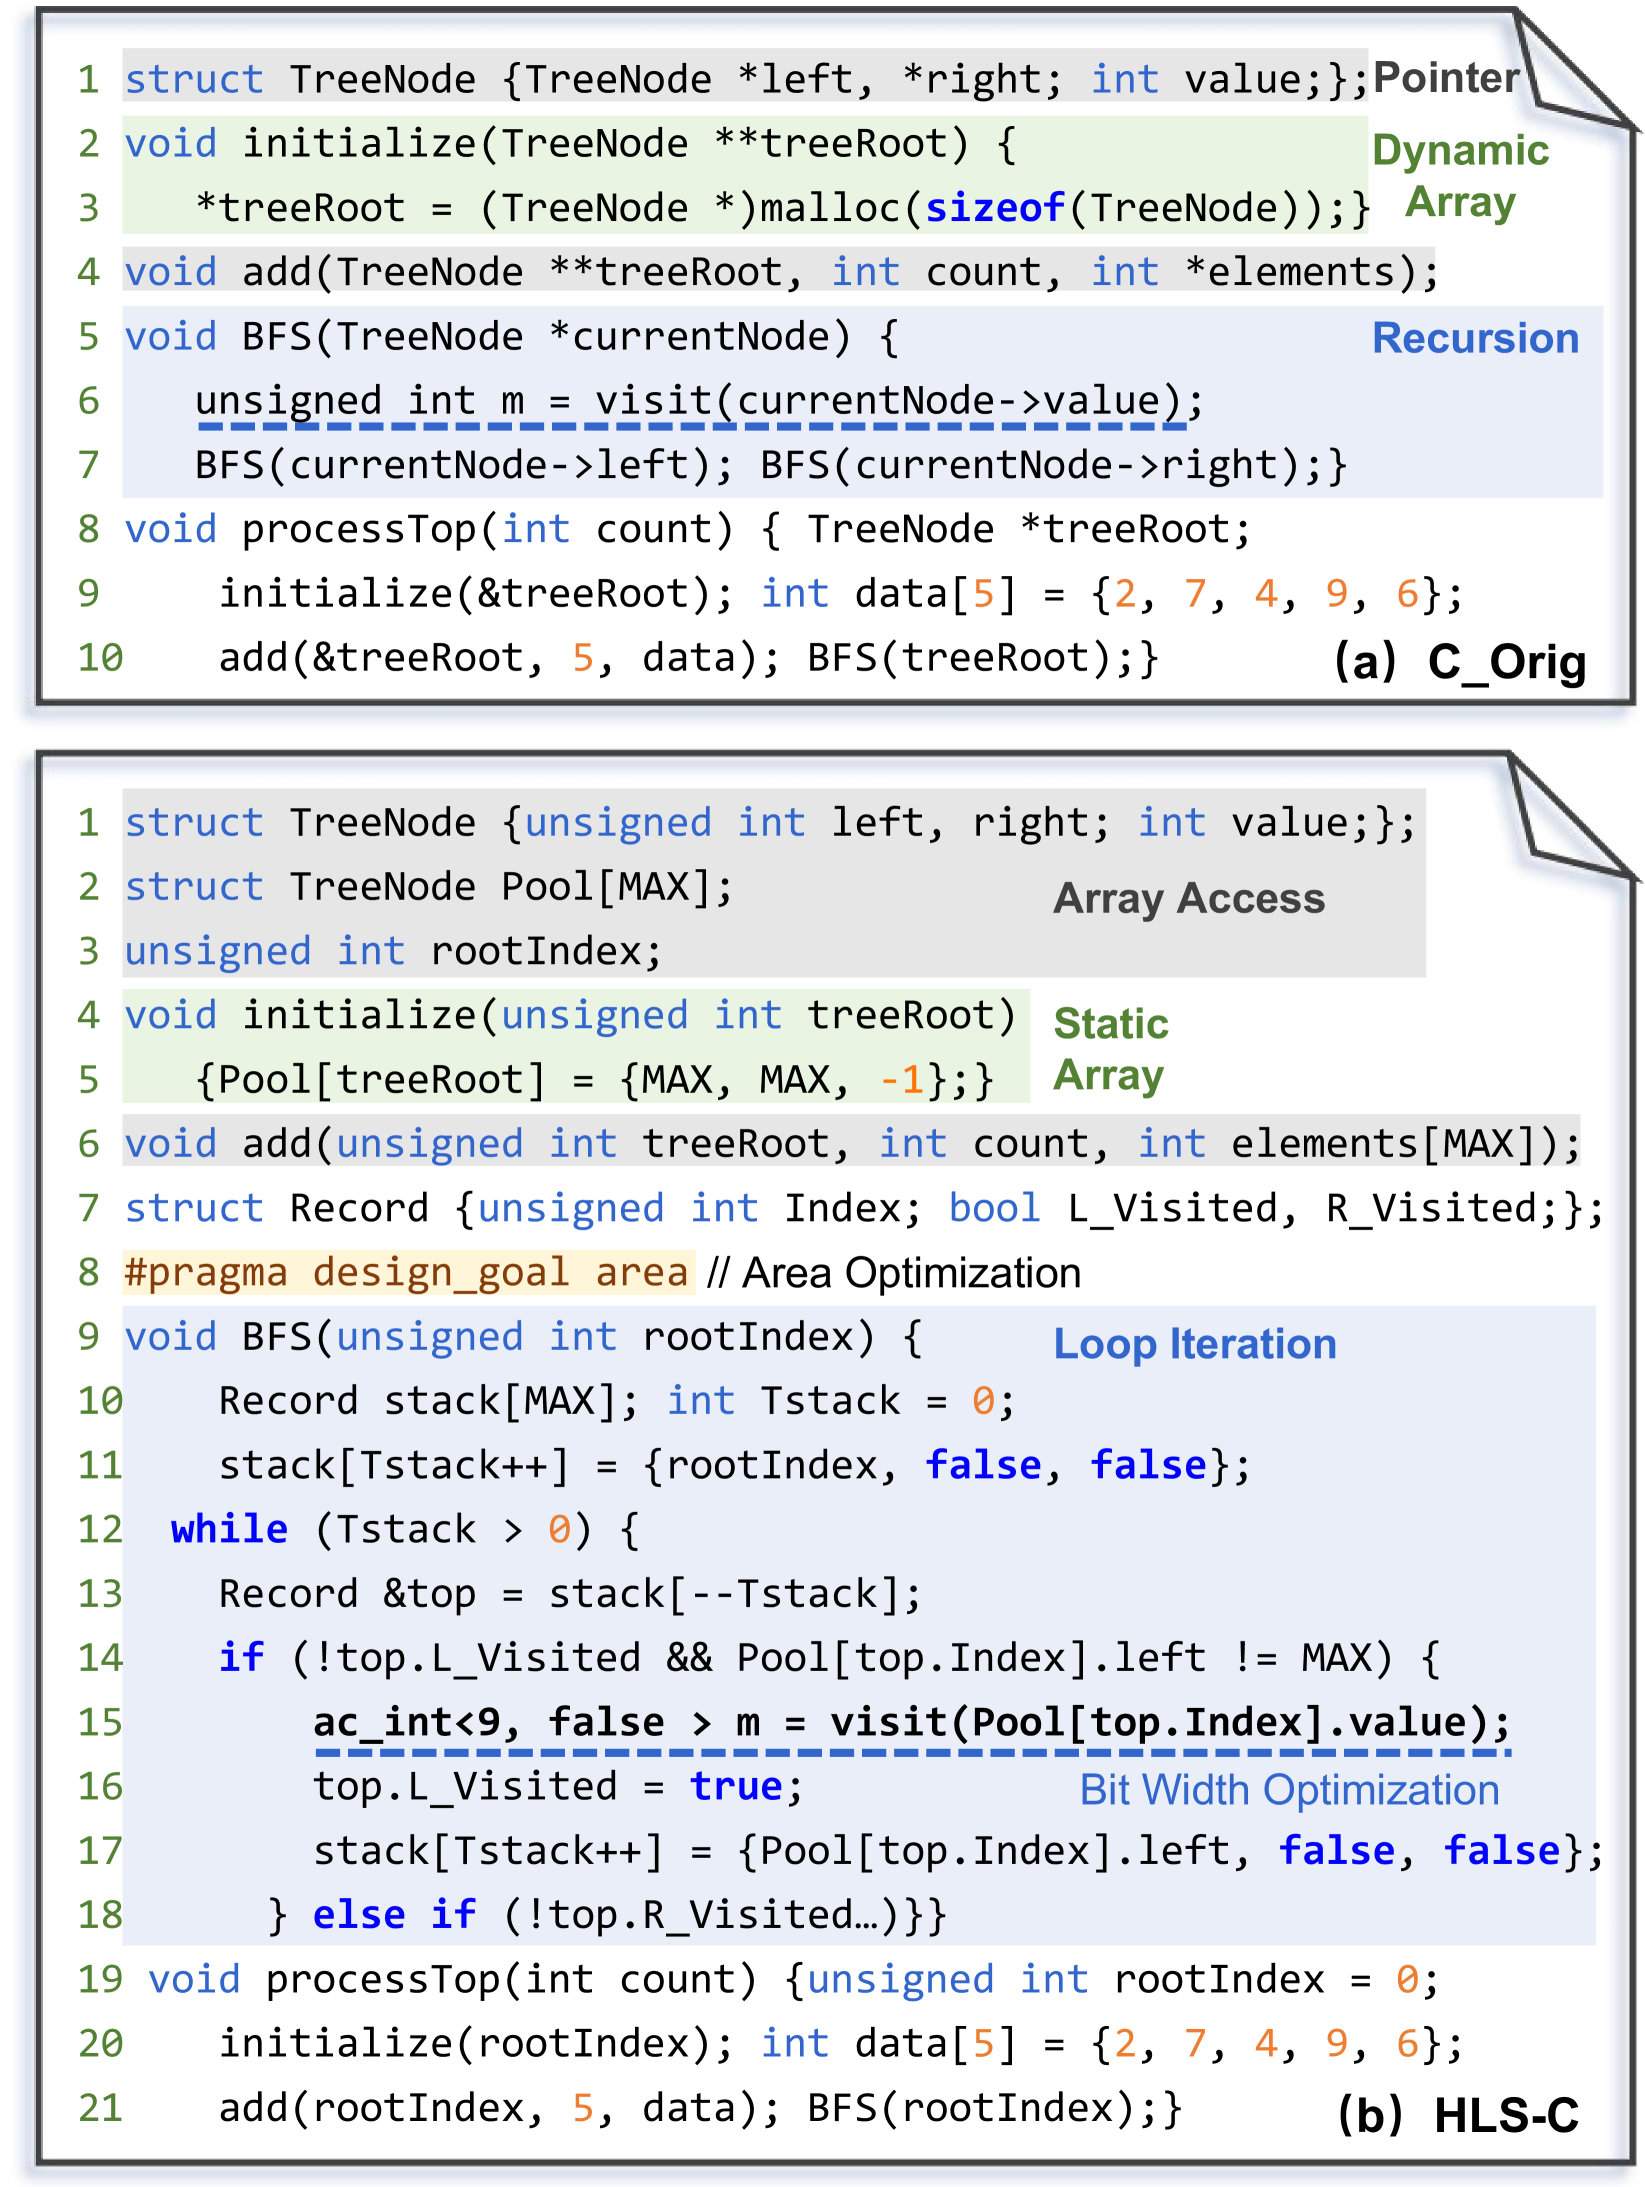 1 struct TreeNode {TreeNode *left, *right; int value;}; Pointer
2 void initialize(TreeNode **treeRoot) { Dynamic
3 *treeRoot = (TreeNode *)malloc(sizeof(TreeNode));} Array
4 void add(TreeNode **treeRoot, int count, int *elements);
5 void BFS(TreeNode *currentNode) { Recursion
6 unsigned int m = visit(currentNode->value);
7 BFS(currentNode->left); BFS(currentNode->right);}
8 void processTop(int count) { TreeNode *treeRoot;
9 initialize(&treeRoot); int data[5] = {2, 7, 4, 9, 6};
10 add(&treeRoot, 5, data); BFS(treeRoot);} (a) C_Orig
1 struct TreeNode {unsigned int left, right; int value;};
2 struct TreeNode Pool[MAX]; Array Access
3 unsigned int rootIndex;
4 void initialize(unsigned int treeRoot) Static
5 {Pool[treeRoot] = {MAX, MAX, -1};} Array
6 void add(unsigned int treeRoot, int count, int elements[MAX]);
7 struct Record {unsigned int Index; bool L_Visited, R_Visited;};
8 #pragma design_goal area // Area Optimization
9 void BFS(unsigned int rootIndex) { Loop Iteration
10 Record stack[MAX]; int Tstack = 0;
11 stack[Tstack++] = {rootIndex, false, false};
12 while (Tstack > 0) {
13 Record &top = stack[--Tstack];
14 if (!top.L_Visited && Pool[top.Index].left != MAX) {
15 ac_int<9, false > m = visit(Pool[top.Index].value);
16 top.L_Visited = true; Bit Width Optimization
17 stack[Tstack++] = {Pool[top.Index].left, false, false};
18 } else if (!top.R_Visited…)}}
19 void processTop(int count) {unsigned int rootIndex = 0;
20 initialize(rootIndex); int data[5] = {2, 7, 4, 9, 6};
21 add(rootIndex, 5, data); BFS(rootIndex);} (b) HLS-C